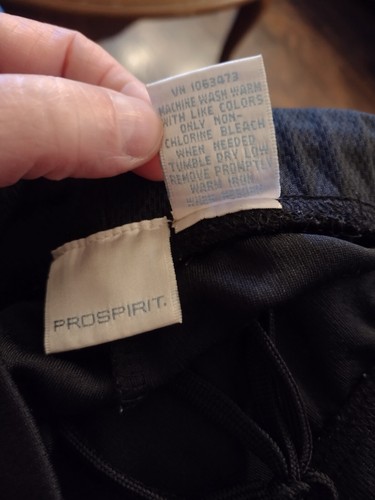 VN 1063473
MACHINE WASH WARM
WITH LIKE COLORS
ONLY NON-
CHLORINE BLEACH
WHEN NEEDED
TUMBLE DRY LOW
REMOVE PROMPTLY
WARM IRON
PROSPIRIT.